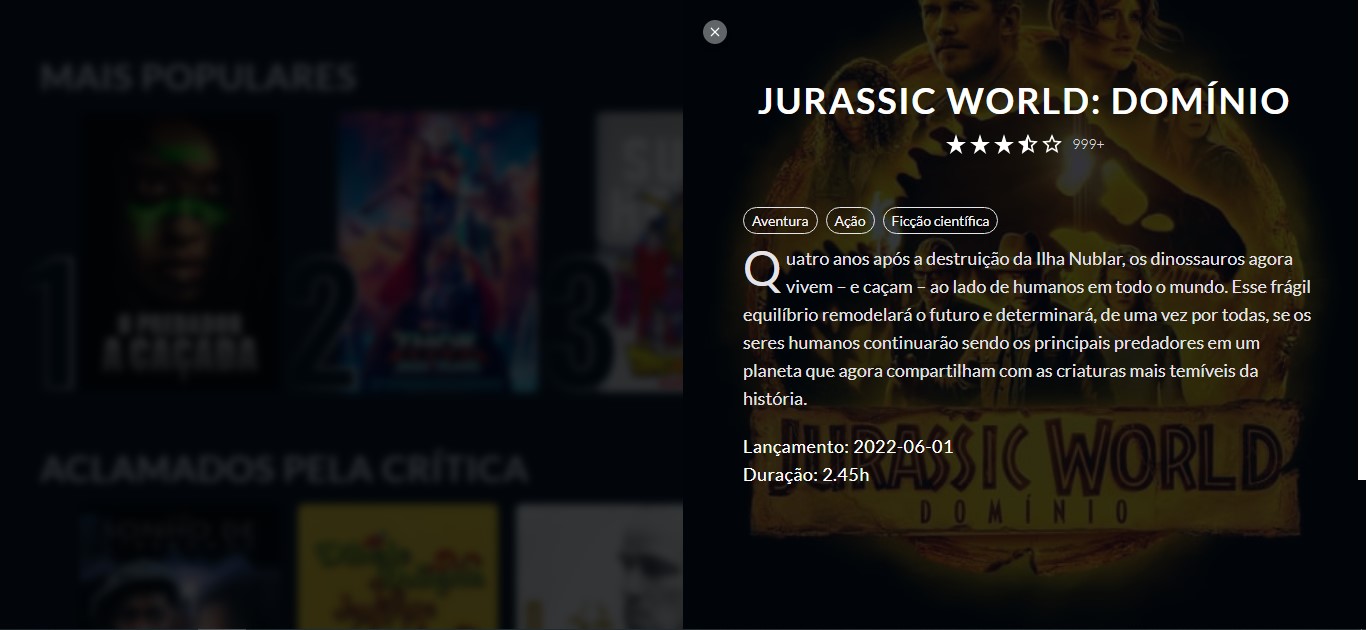 MAIS POPULARES
1
O PREDADOR
A CAÇADA
2
THOR
3
ACLAMADOS PELA CRÍTICA
JURASSIC WORLD: DOMÍNIO
999+
Aventura Ação Ficção científica
Quatro anos após a destruição da Ilha Nublar, os dinossauros agora
vivem – e caçam – ao lado de humanos em todo o mundo. Esse frágil
equilíbrio remodelará o futuro e determinará, de uma vez por todas, se os
seres humanos continuarão sendo os principais predadores em um
planeta que agora compartilham com as criaturas mais temíveis da
história.
Lançamento: 2022-06-01
Duração: 2.45h
JURASSIC WORLD
DOMÍNIO